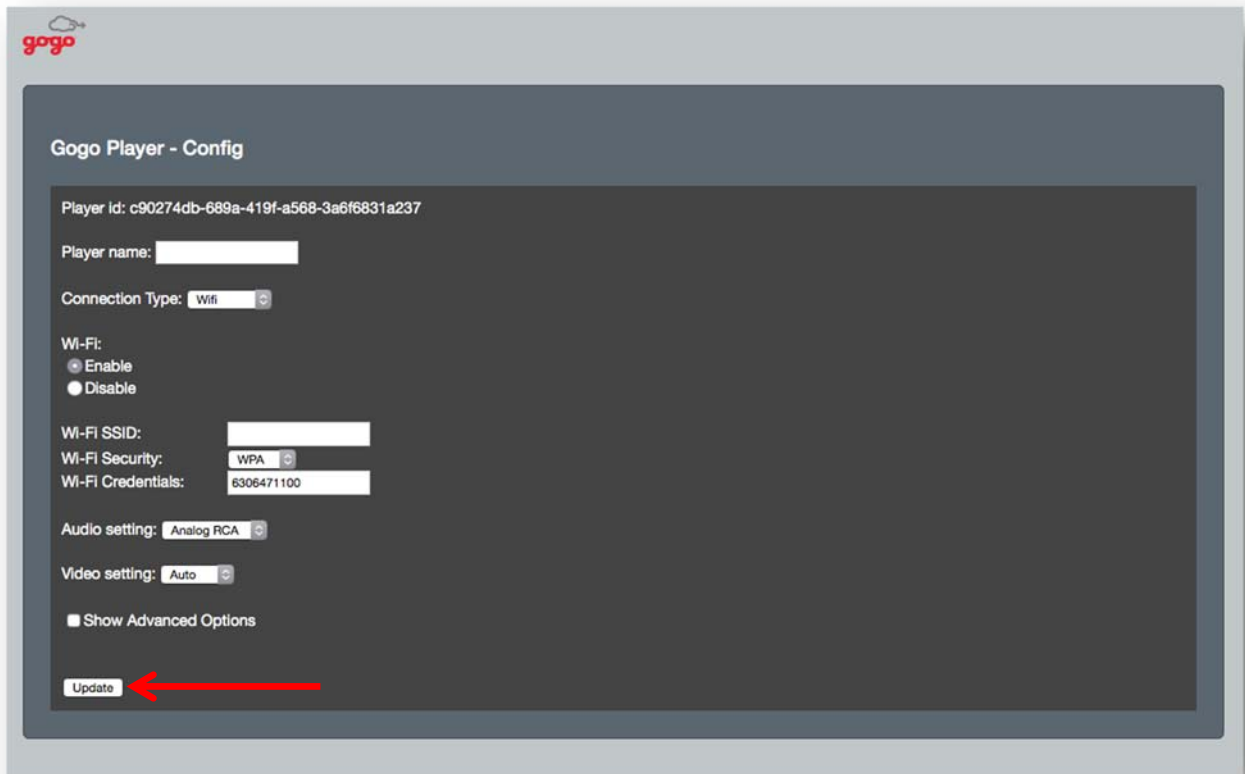 gogo
Gogo Player - Config
Player id: c90274db-689a-419f-a568-3a6f6831a237
Player name:
Connection Type: Wifi
Wi-Fi:
Enable
Disable
Wi-Fi SSID:
Wi-Fi Security: WPA
Wi-Fi Credentials: 6306471100
Audio setting: Analog RCA
Video setting: Auto
Show Advanced Options
Update